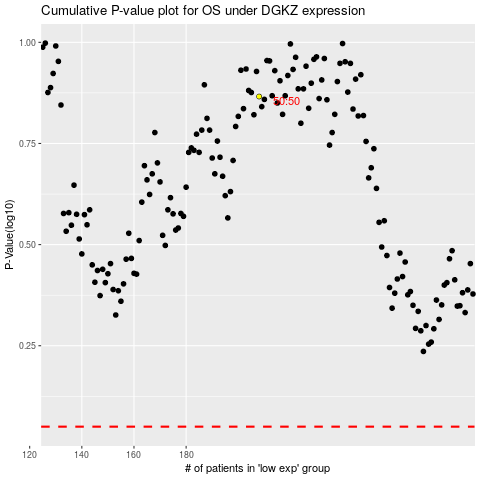 Cumulative P-value plot for OS under DGKZ expression
1.00
0.75
0.50
0.25
P-Value(log10)
50:50
120 140 160 180
# of patients in 'low exp' group